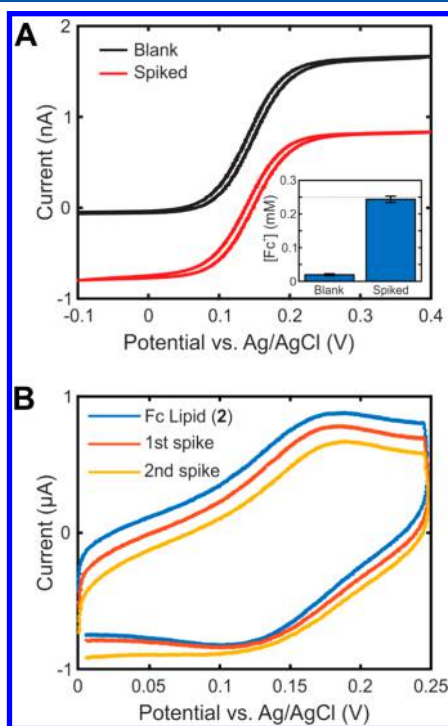 A
Blank
Spiked
Current (nA)
2
1
0
-1
-0.1
0
0.1
0.2
0.3
0.4
Potential vs. Ag/AgCl (V)
[Fc⁻] (mM)
0.3
0.2
0.1
0
Blank
Spiked
B
Fc Lipid (2)
1st spike
2nd spike
Current (µA)
1
0
-1
0
0.05
0.10
0.15
0.20
0.25
Potential vs. Ag/AgCl (V)